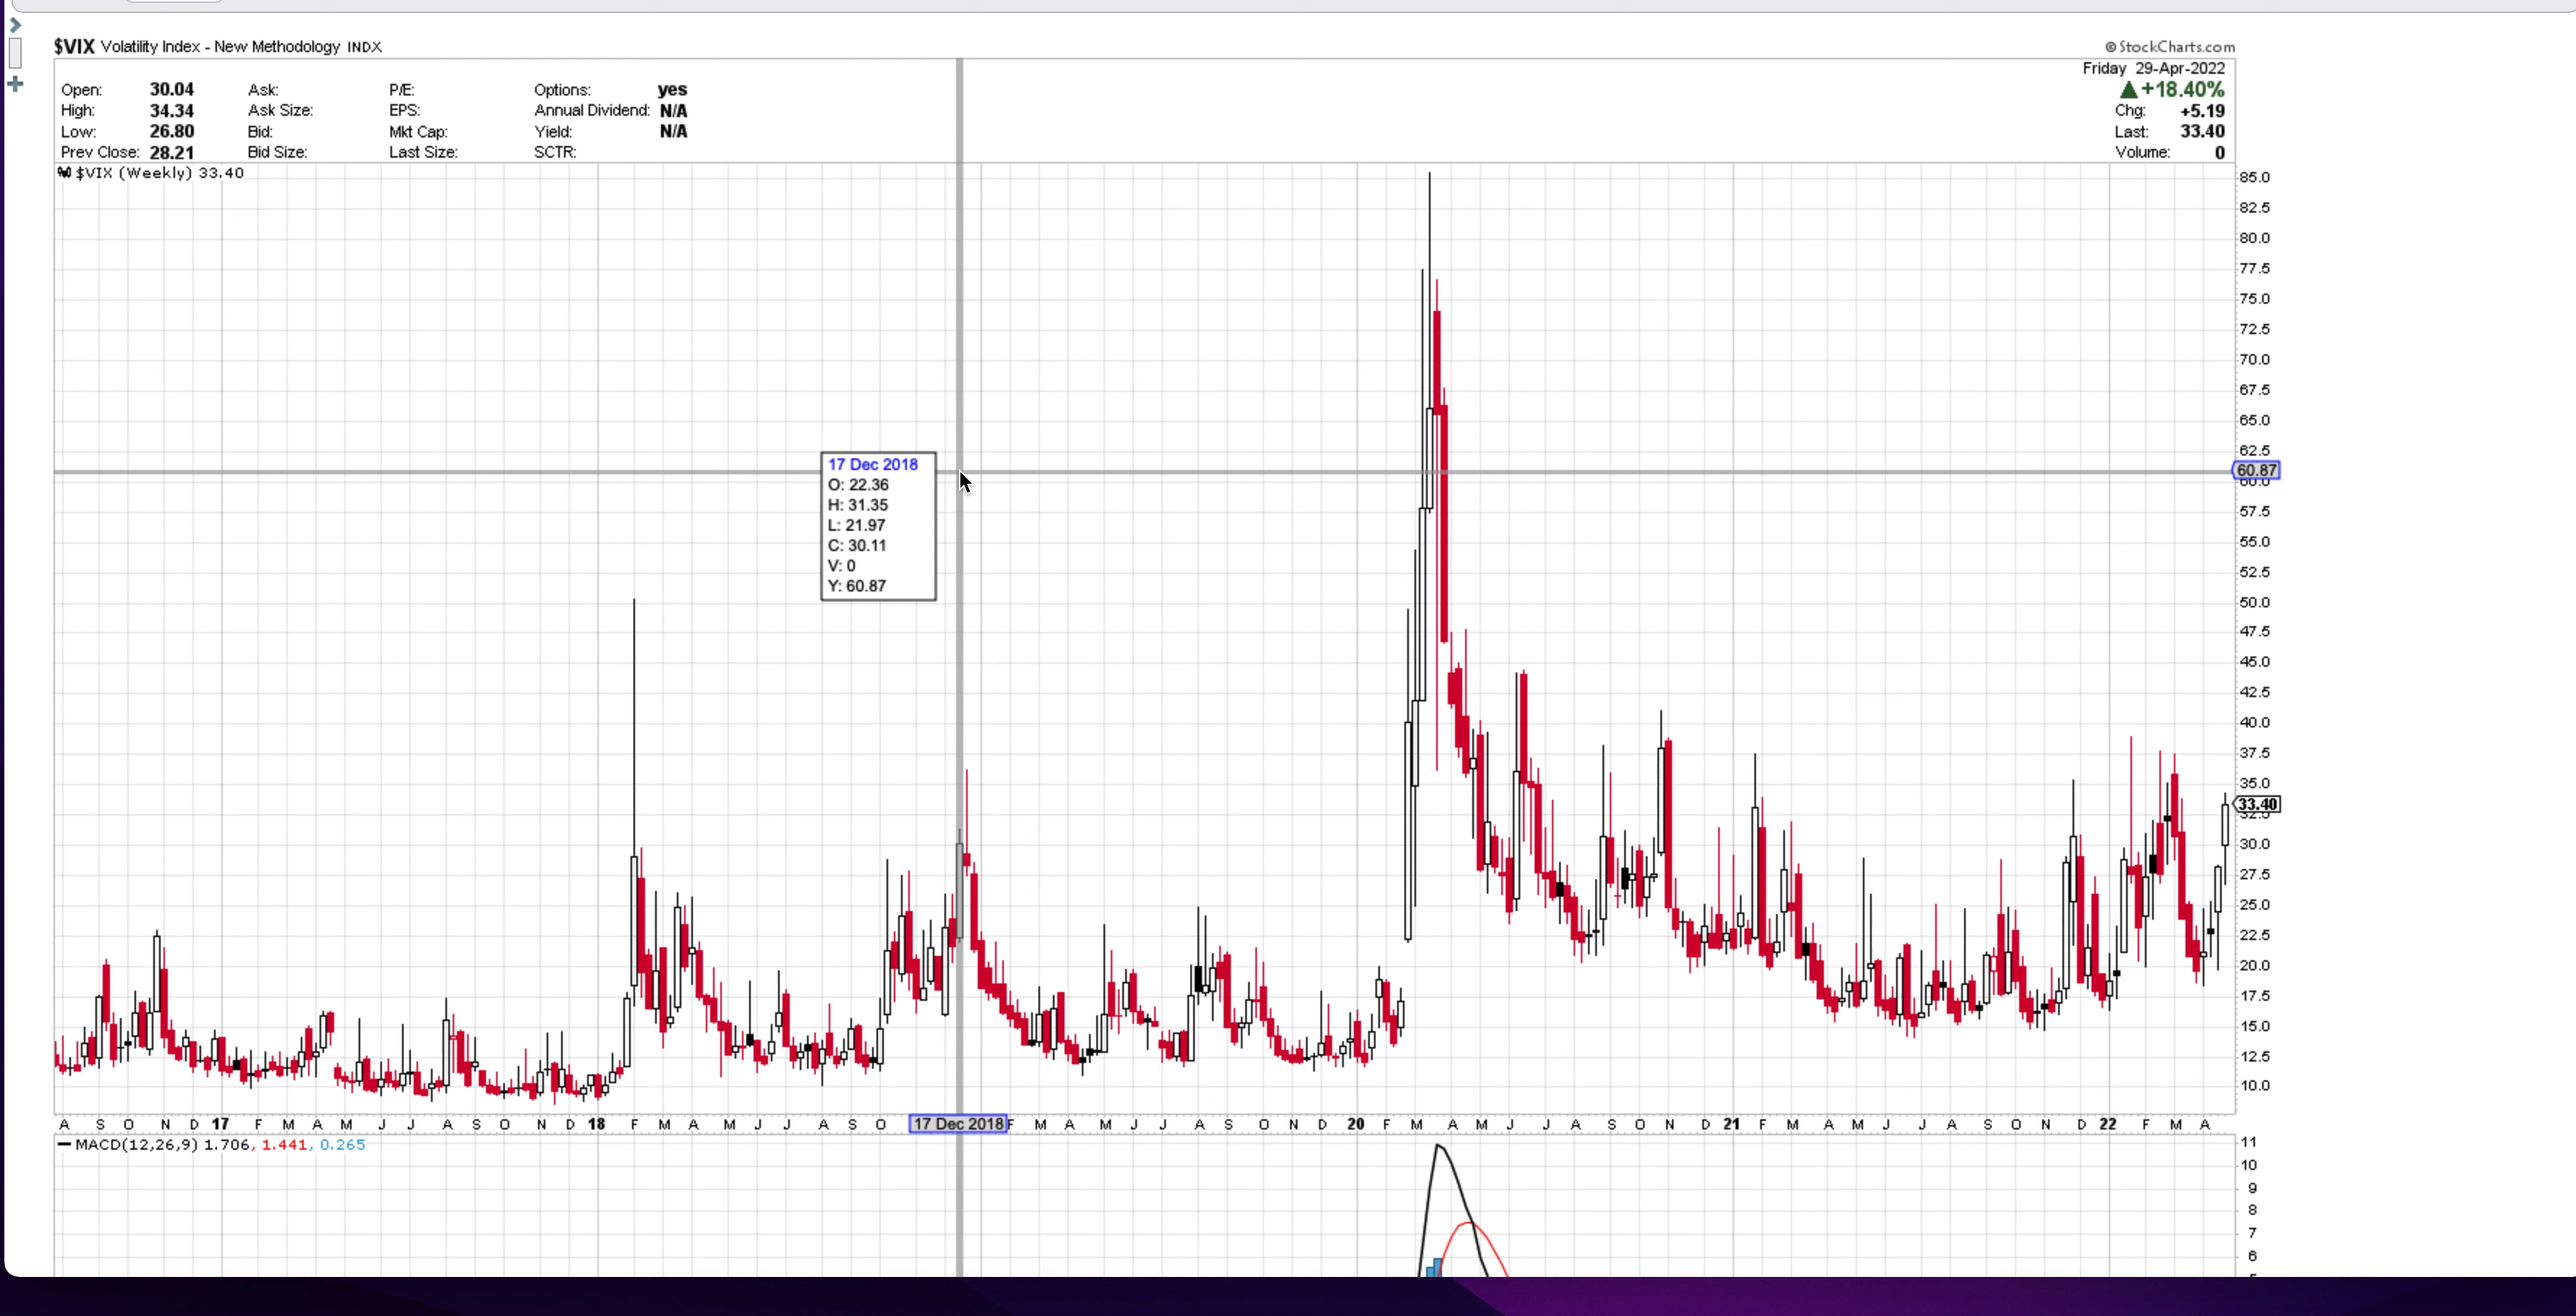 $VIX Volatility Index - New Methodology INDX
© StockCharts.com
Friday 29-Apr-2022
Open: 30.04 Ask: P/E: Options: yes
▲+18.40%
High: 34.34 Ask Size: EPS: Annual Dividend: N/A
Chg: +5.19
Low: 26.80 Bid: Mkt Cap: Yield: N/A
Last: 33.40
Prev Close: 28.21 Bid Size: Last Size: SCTR:
Volume: 0
$VIX (Weekly) 33.40
85.0
82.5
80.0
77.5
75.0
72.5
70.0
67.5
65.0
62.5
60.87
60.0
57.5
55.0
52.5
50.0
47.5
45.0
42.5
40.0
37.5
35.0
33.40
32.5
30.0
27.5
25.0
22.5
20.0
17.5
15.0
12.5
10.0
17 Dec 2018
O: 22.36
H: 31.35
L: 21.97
C: 30.11
V: 0
Y: 60.87
A S O N D 17 F M A M J J A S O N D 18 F M A M J J A S O 17 Dec 2018 F M A M J J A S O N D 20 F M A M J J A S O N D 21 F M A M J J A S O N D 22 F M A
MACD(12,26,9) 1.706, 1.441, 0.265
11
10
9
8
7
6